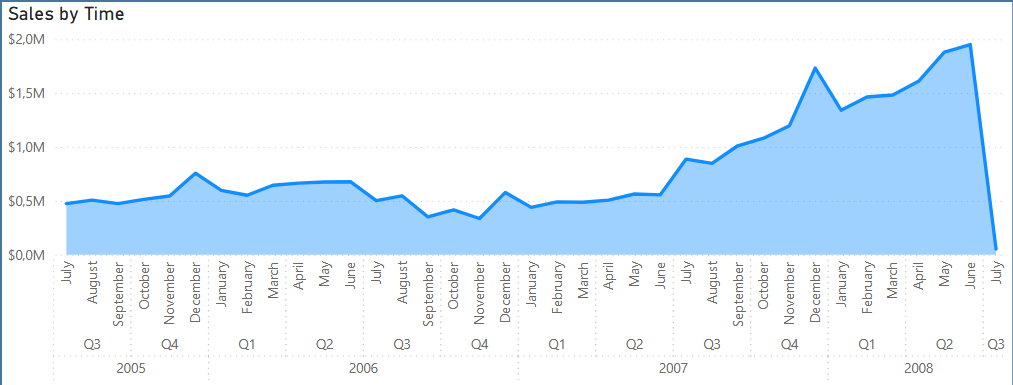 Sales by Time
$2,0M
$1,5M
$1,0M
$0,5M
$0,0M
July August September October November December January February March April May June July August September October November December January February March April May June July August September October November December January February March April May June July
Q3 Q4 Q1 Q2 Q3 Q4 Q1 Q2 Q3 Q4 Q1 Q2 Q3
2005 2006 2007 2008